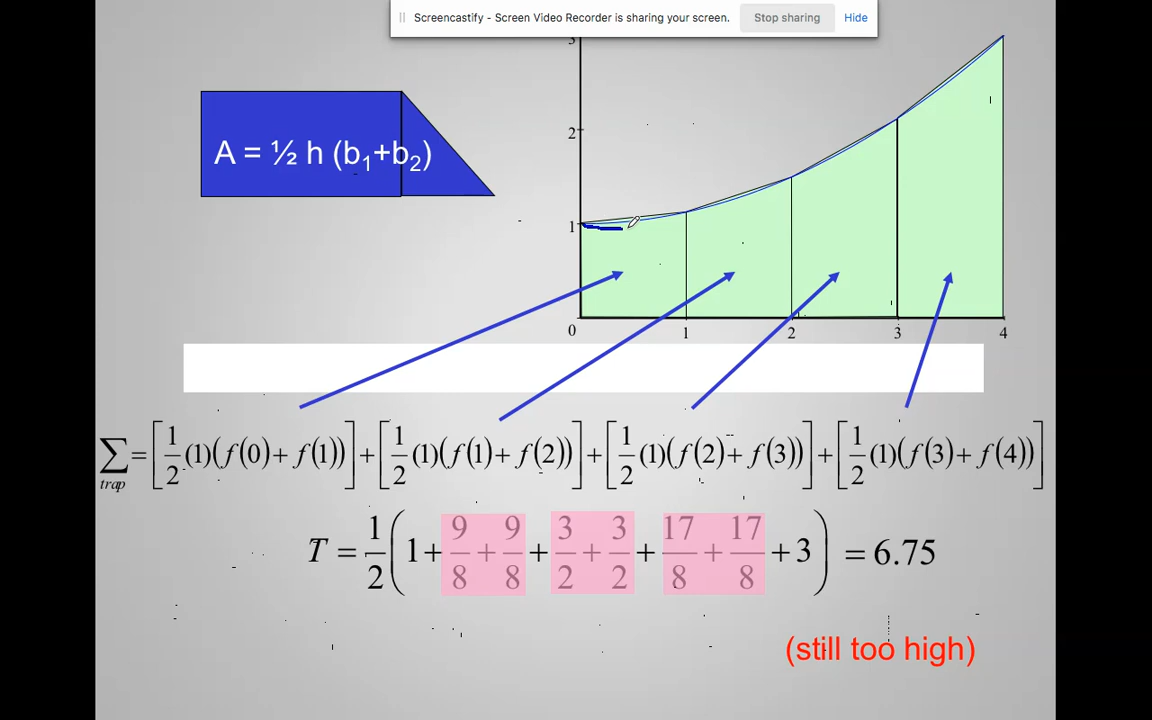 Screencastify - Screen Video Recorder is sharing your screen. Stop sharing Hide
3
A = ½ h (b₁+b₂)
2
1
0 1 2 3 4
∑ trap = [1/2 (1)(f(0) + f(1))] + [1/2 (1)(f(1) + f(2))] + [1/2 (1)(f(2) + f(3))] + [1/2 (1)(f(3) + f(4))]
T = 1/2 (1 + 9/8 + 9/8 + 3/2 + 3/2 + 17/8 + 17/8 + 3) = 6.75
(still too high)